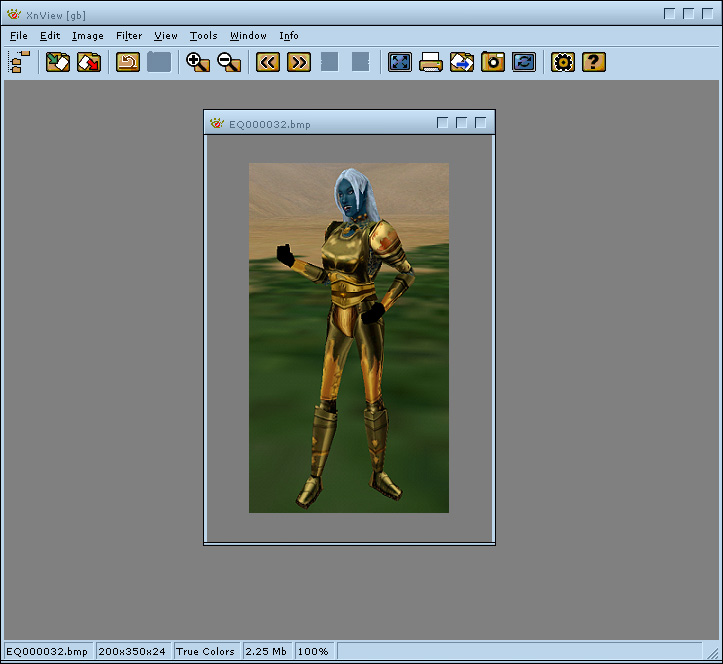 XnView [gb]
File Edit Image Filter View Tools Window Info
EQ000032.bmp
EQ000032.bmp 200x350x24 True Colors 2.25 Mb 100%